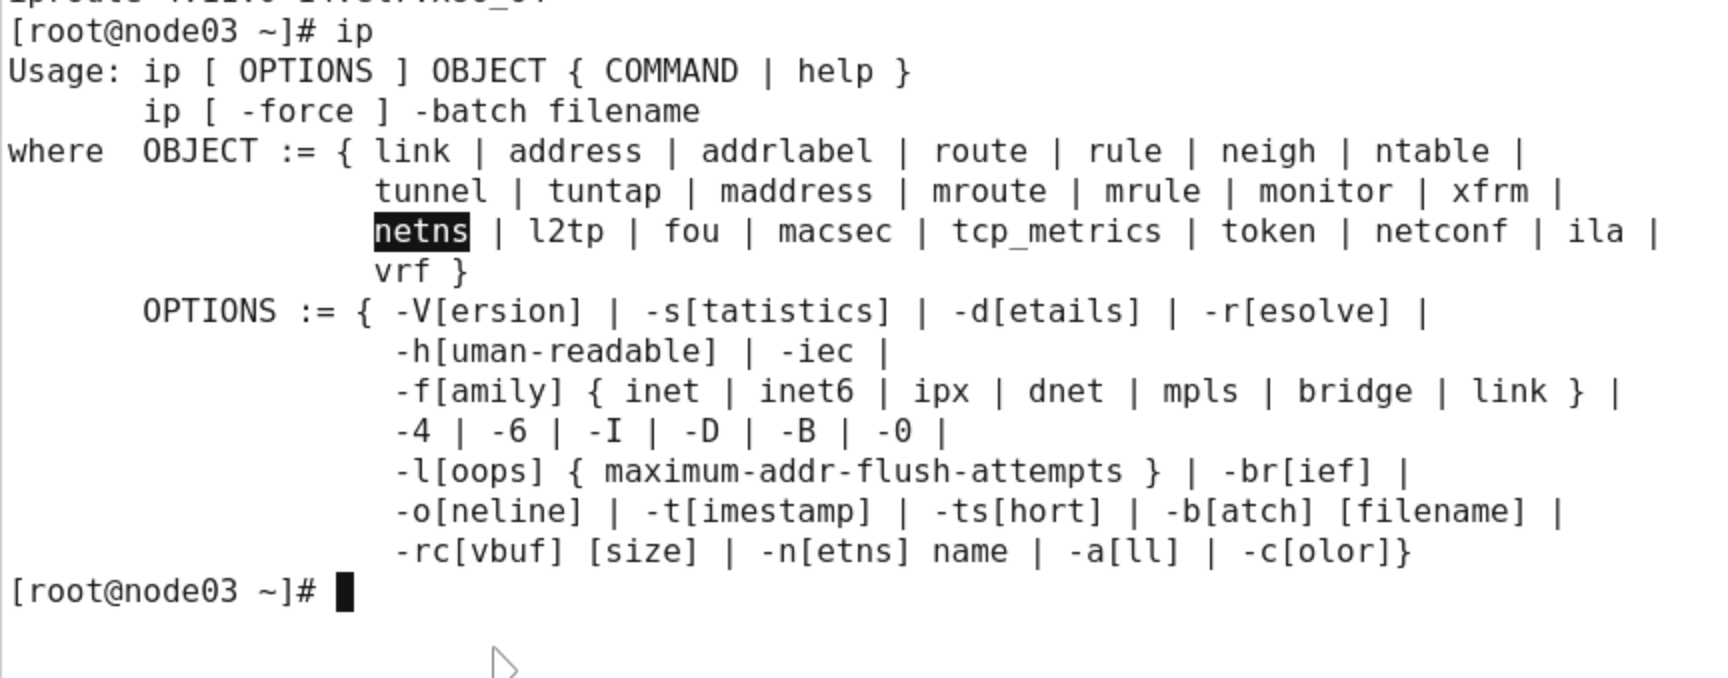 [root@node03 ~]# ip
Usage: ip [ OPTIONS ] OBJECT { COMMAND | help }
       ip [ -force ] -batch filename
where  OBJECT := { link | address | addrlabel | route | rule | neigh | ntable |
                   tunnel | tuntap | maddress | mroute | mrule | monitor | xfrm |
                   netns | l2tp | fou | macsec | tcp_metrics | token | netconf | ila |
                   vrf }
       OPTIONS := { -V[ersion] | -s[tatistics] | -d[etails] | -r[esolve] |
                    -h[uman-readable] | -iec |
                    -f[amily] { inet | inet6 | ipx | dnet | mpls | bridge | link } |
                    -4 | -6 | -I | -D | -B | -0 |
                    -l[oops] { maximum-addr-flush-attempts } | -br[ief] |
                    -o[neline] | -t[imestamp] | -ts[hort] | -b[atch] [filename] |
                    -rc[vbuf] [size] | -n[etns] name | -a[ll] | -c[olor]}
[root@node03 ~]#